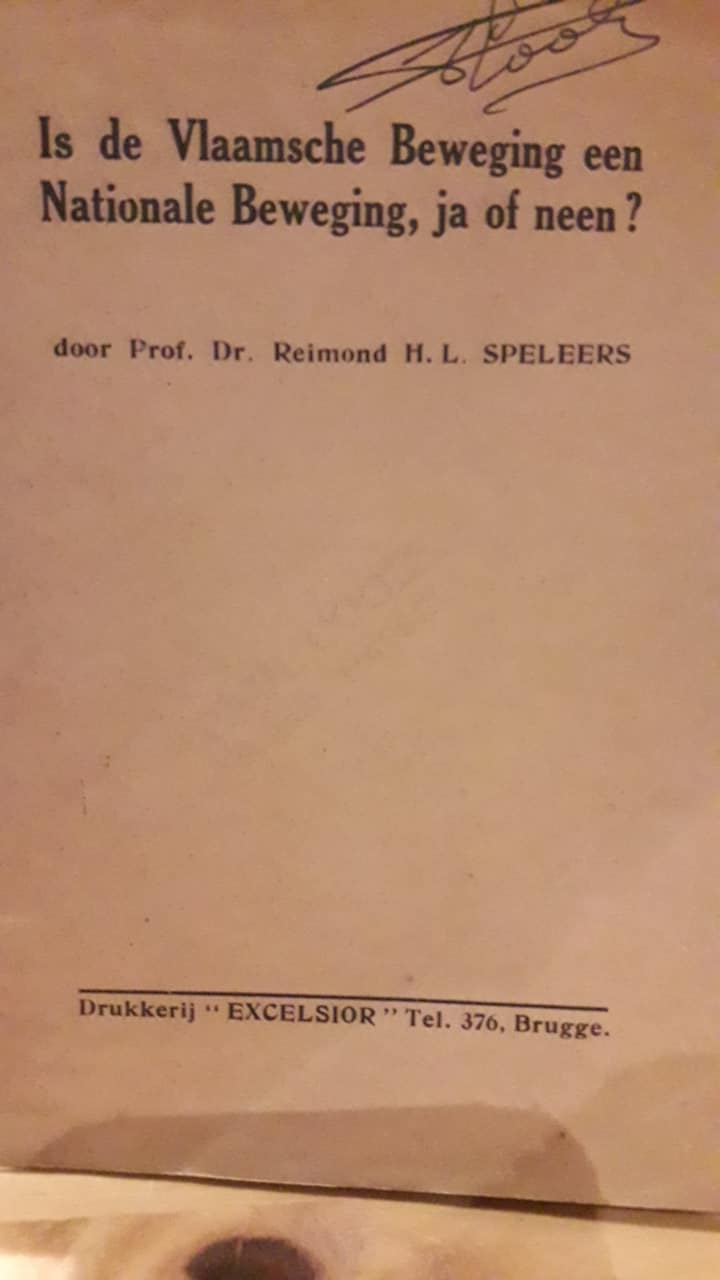 Is de Vlaamsche Beweging een
Nationale Beweging, ja of neen ?
door Prof. Dr. Reimond H. L. SPELEERS
Drukkerij “ EXCELSIOR ” Tel. 376, Brugge.